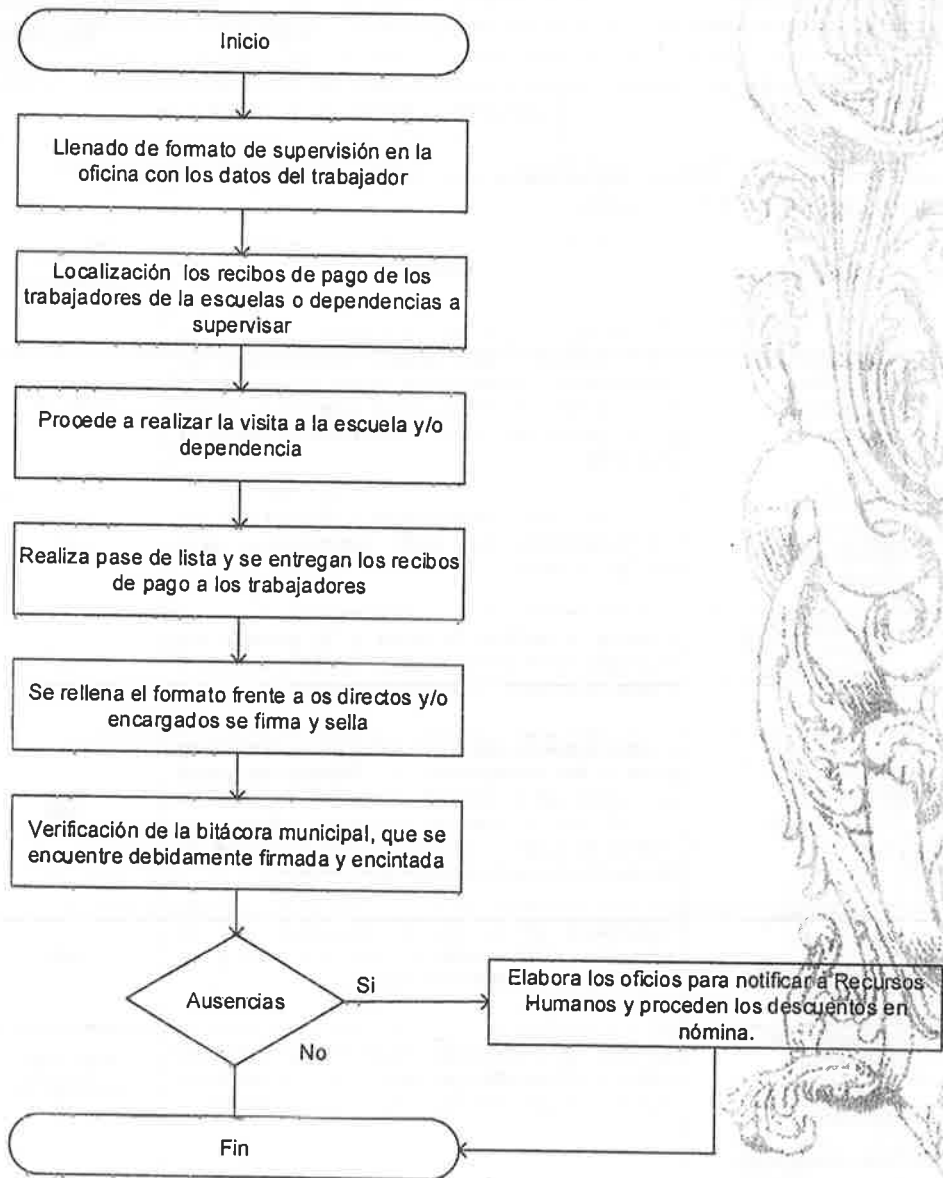 Inicio
Llenado de formato de supervisión en la
oficina con los datos del trabajador
Localización los recibos de pago de los
trabajadores de la escuelas o dependencias a
supervisar
Procede a realizar la visita a la escuela y/o
dependencia
Realiza pase de lista y se entregan los recibos
de pago a los trabajadores
Se rellena el formato frente a os directos y/o
encargados se firma y sella
Verificación de la bitácora municipal, que se
encuentre debidamente firmada y encintada
Ausencias
Si
Elabora los oficios para notificar a Recursos
Humanos y proceden los descuentos en
nómina.
No
Fin